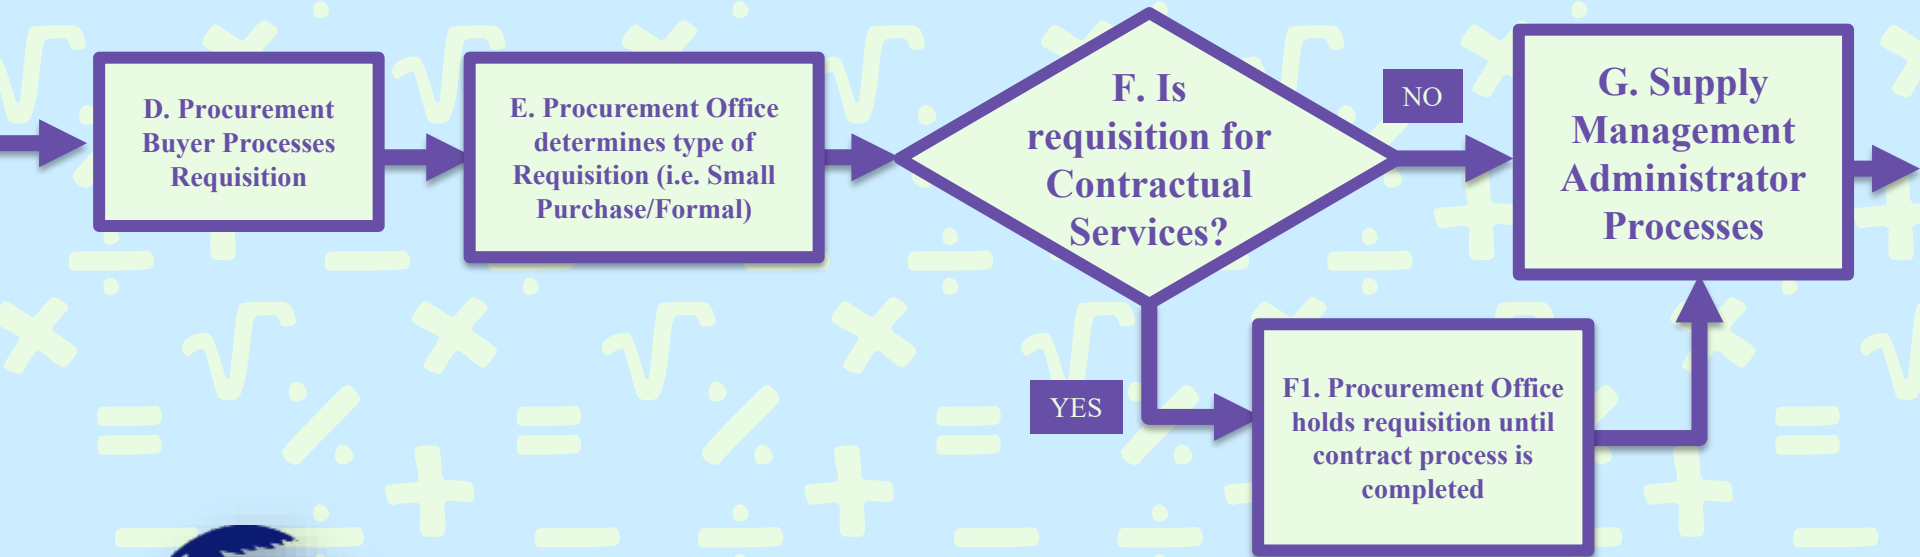 D. Procurement
Buyer Processes
Requisition
E. Procurement Office
determines type of
Requisition (i.e. Small
Purchase/Formal)
F. Is
requisition for
Contractual
Services?
NO
G. Supply
Management
Administrator
Processes
YES
F1. Procurement Office
holds requisition until
contract process is
completed